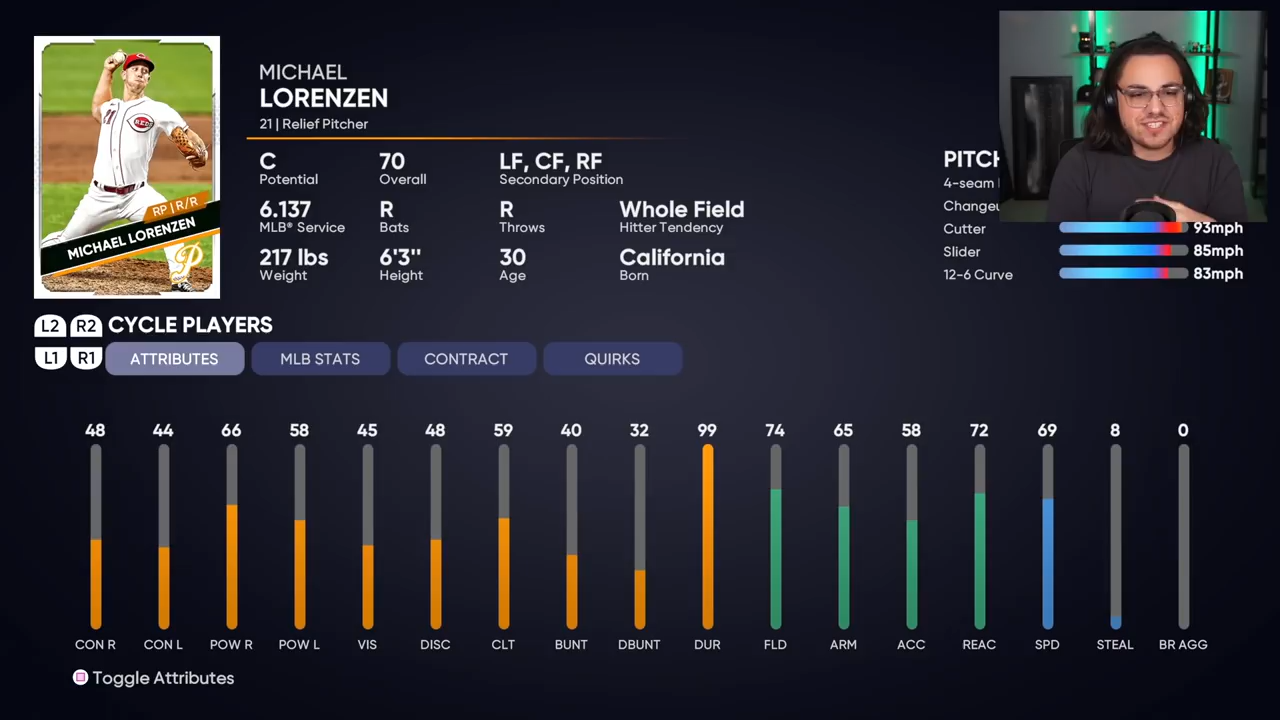 MICHAEL
LORENZEN
21 | Relief Pitcher
C
Potential
70
Overall
LF, CF, RF
Secondary Position
6.137
MLB® Service
R
Bats
R
Throws
Whole Field
Hitter Tendency
217 lbs
Weight
6'3''
Height
30
Age
California
Born
21
REDS
RP | R/R
MICHAEL LORENZEN
P
PITCH
4-seam
Changeu
Cutter 93mph
Slider 85mph
12-6 Curve 83mph
L2 R2 CYCLE PLAYERS
L1 R1 ATTRIBUTES MLB STATS CONTRACT QUIRKS
48 44 66 58 45 48 59 40 32 99 74 65 58 72 69 8 0
CON R CON L POW R POW L VIS DISC CLT BUNT DBUNT DUR FLD ARM ACC REAC SPD STEAL BR AGG
Toggle Attributes